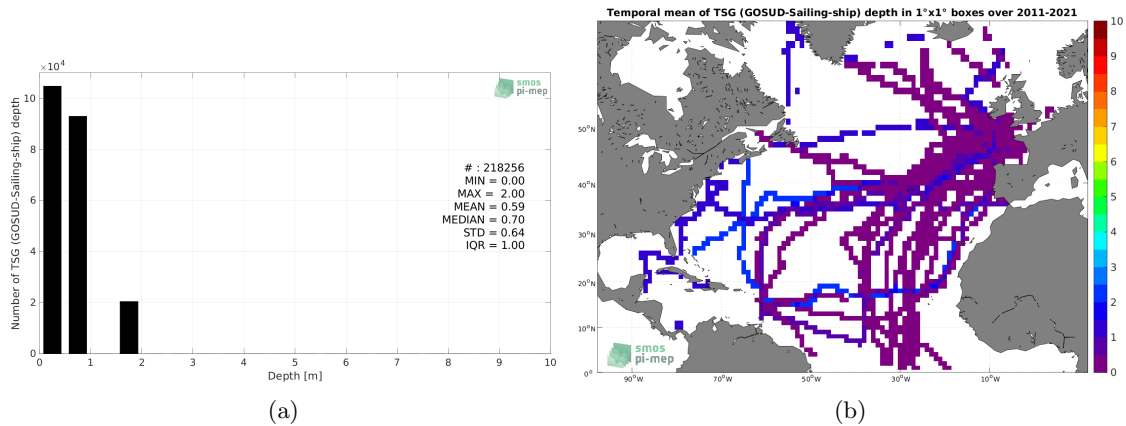 ×10⁴
10
8
6
4
2
0
Number of TSG (GOSUD-Sailing-ship) depth
smos
pi-mep
# : 218256
MIN = 0.00
MAX = 2.00
MEAN = 0.59
MEDIAN = 0.70
STD = 0.64
IQR = 1.00
0 1 2 3 4 5 6 7 8 9 10
Depth [m]
(a)
Temporal mean of TSG (GOSUD-Sailing-ship) depth in 1°x1° boxes over 2011-2021
50°N
40°N
30°N
20°N
10°N
0°
90°W 70°W 50°W 30°W 10°W
smos
pi-mep
10
9
8
7
6
5
4
3
2
1
0
(b)